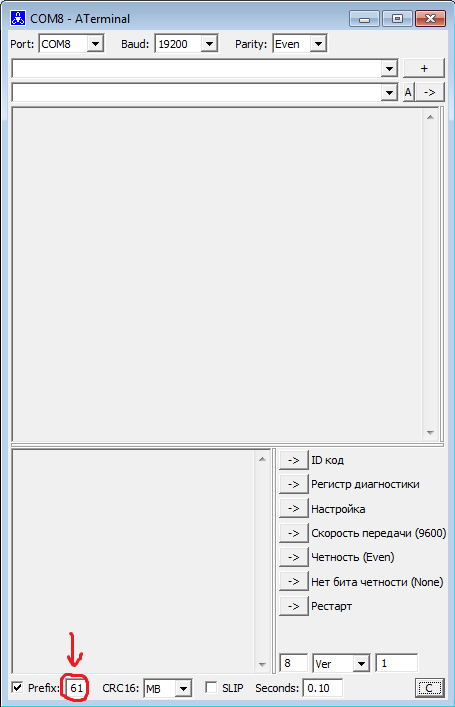 COM8 - ATerminal
Port: COM8 Baud: 19200 Parity: Even
+
A ->
-> ID код
-> Регистр диагностики
-> Настройка
-> Скорость передачи (9600)
-> Четность (Even)
-> Нет бита четности (None)
-> Рестарт
8 Ver 1
Prefix: 61 CRC16: MB SLIP Seconds: 0.10 C